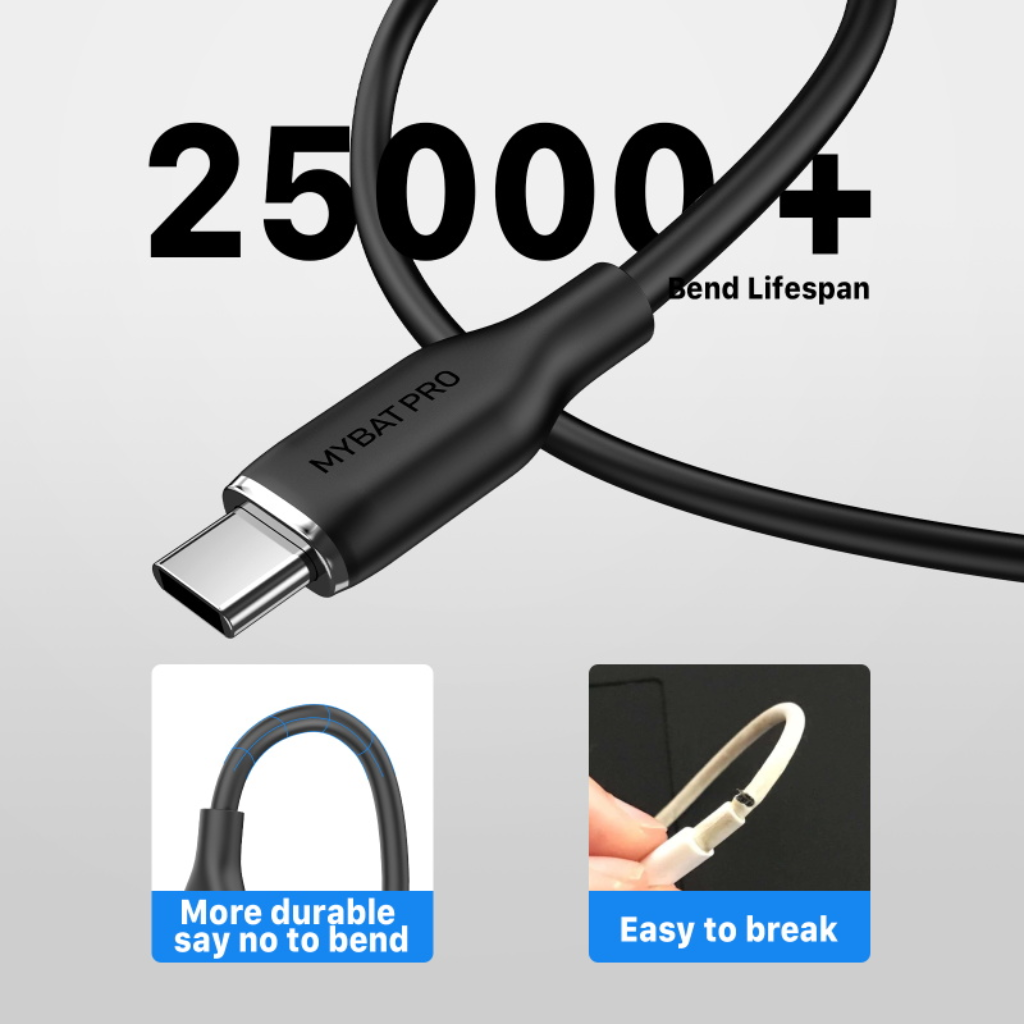 25000+
Bend Lifespan
MYBAT PRO
More durable
say no to bend
Easy to break